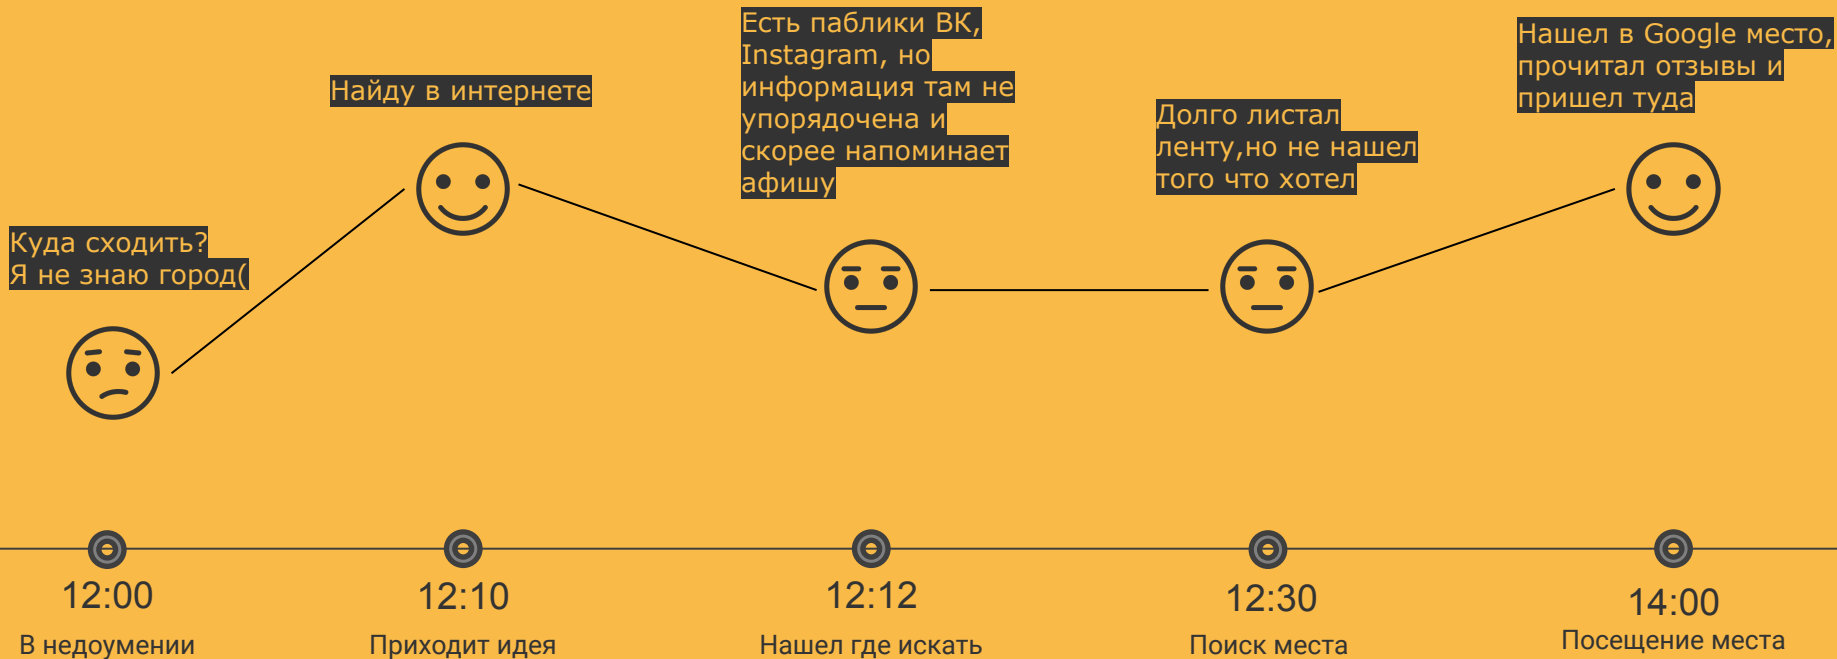 Куда сходить?
Я не знаю город(
Найду в интернете
Есть паблики ВК,
Instagram, но
информация там не
упорядочена и
скорее напоминает
афишу
Долго листал
ленту,но не нашел
того что хотел
Нашел в Google место,
прочитал отзывы и
пришел туда
12:00
12:10
12:12
12:30
14:00
В недоумении
Приходит идея
Нашел где искать
Поиск места
Посещение места